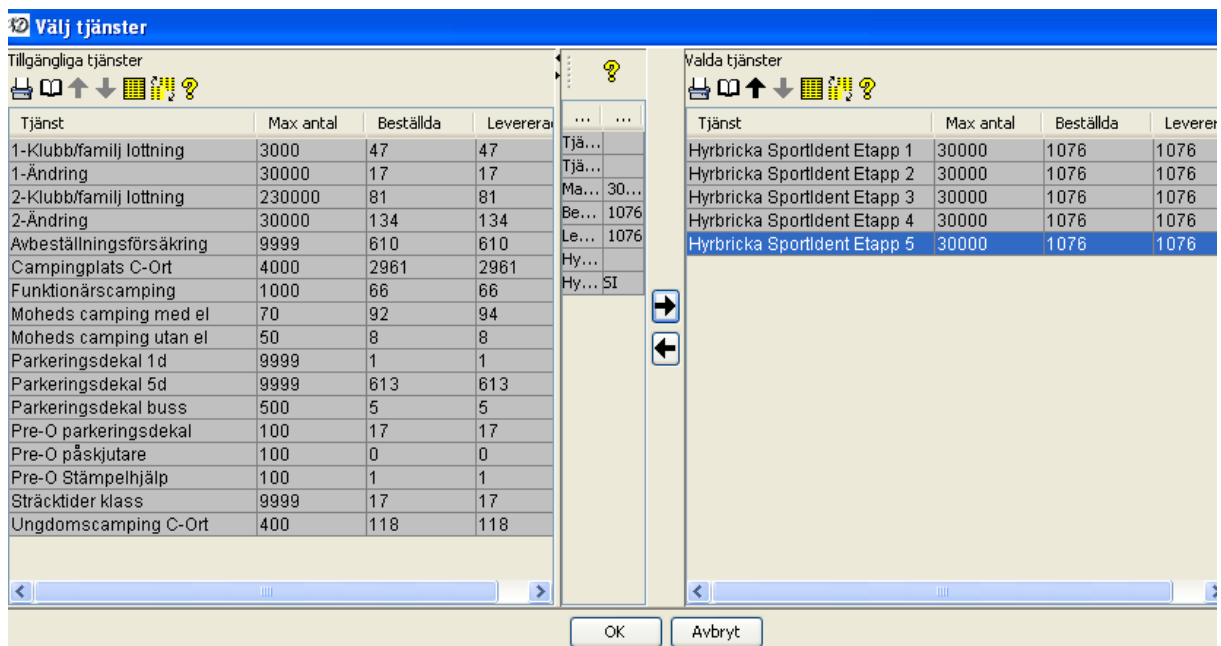 Välj tjänster
Tillgängliga tjänster
Tjänst Max antal Beställda Levererad
1-Klubb/familj lottning 3000 47 47
1-Ändring 30000 17 17
2-Klubb/familj lottning 230000 81 81
2-Ändring 30000 134 134
Avbeställningsförsäkring 9999 610 610
Campingplats C-Ort 4000 2961 2961
Funktionärscamping 1000 66 66
Moheds camping med el 70 92 94
Moheds camping utan el 50 8 8
Parkeringsdekal 1d 9999 1 1
Parkeringsdekal 5d 9999 613 613
Parkeringsdekal buss 500 5 5
Pre-O parkeringsdekal 100 17 17
Pre-O påskjutare 100 0 0
Pre-O Stämpelhjälp 100 1 1
Sträcktider klass 9999 17 17
Ungdomscamping C-Ort 400 118 118
... ...
Tjä...
Tjä...
Ma... 30...
Be... 1076
Le... 1076
Hy...
Hy... SI
Valda tjänster
Tjänst Max antal Beställda Leverer
Hyrbricka SportIdent Etapp 1 30000 1076 1076
Hyrbricka SportIdent Etapp 2 30000 1076 1076
Hyrbricka SportIdent Etapp 3 30000 1076 1076
Hyrbricka SportIdent Etapp 4 30000 1076 1076
Hyrbricka SportIdent Etapp 5 30000 1076 1076
OK Avbryt